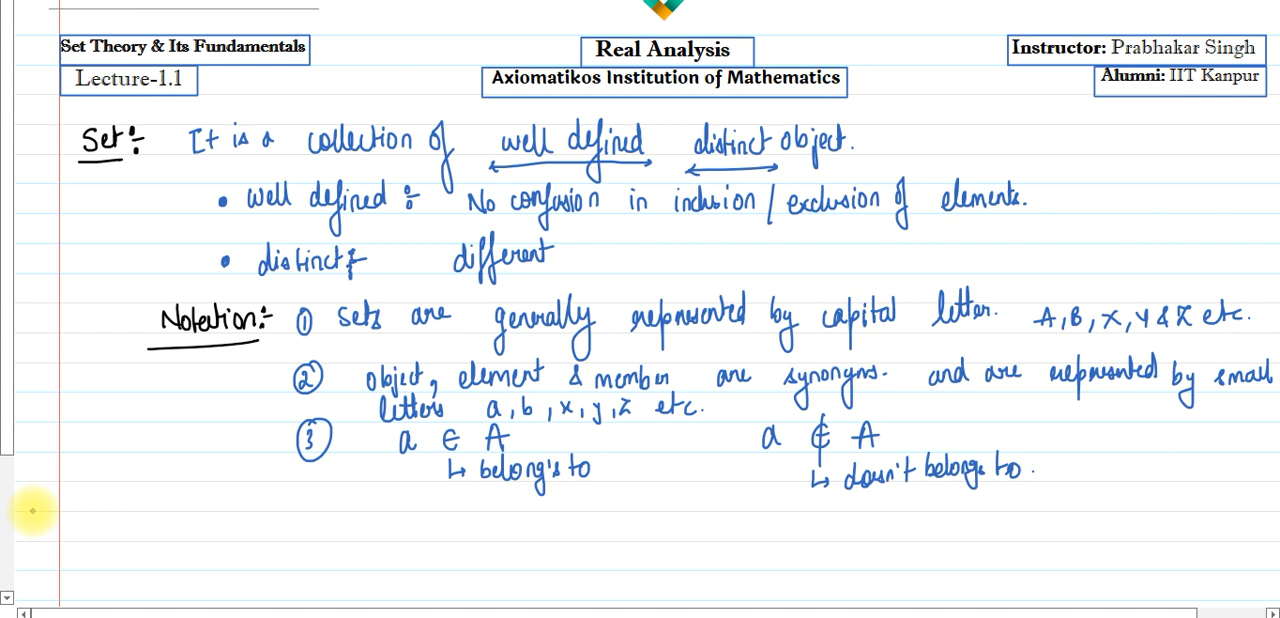 Set Theory & Its Fundamentals
Real Analysis
Instructor: Prabhakar Singh
Lecture-1.1
Axiomatikos Institution of Mathematics
Alumni: IIT Kanpur
Set:- It is a collection of well defined distinct object.
• well defined :- No confusion in inclusion / exclusion of elements.
• distinct :- different
Notation:- ① Sets are generally represented by capital letter. A, B, X, Y & Z etc.
② Object, element & member are synonyms. and are represented by small
letters a, b, x, y, z etc.
③ a ∈ A a ∉ A
↳ belong's to ↳ doesn't belongs to.